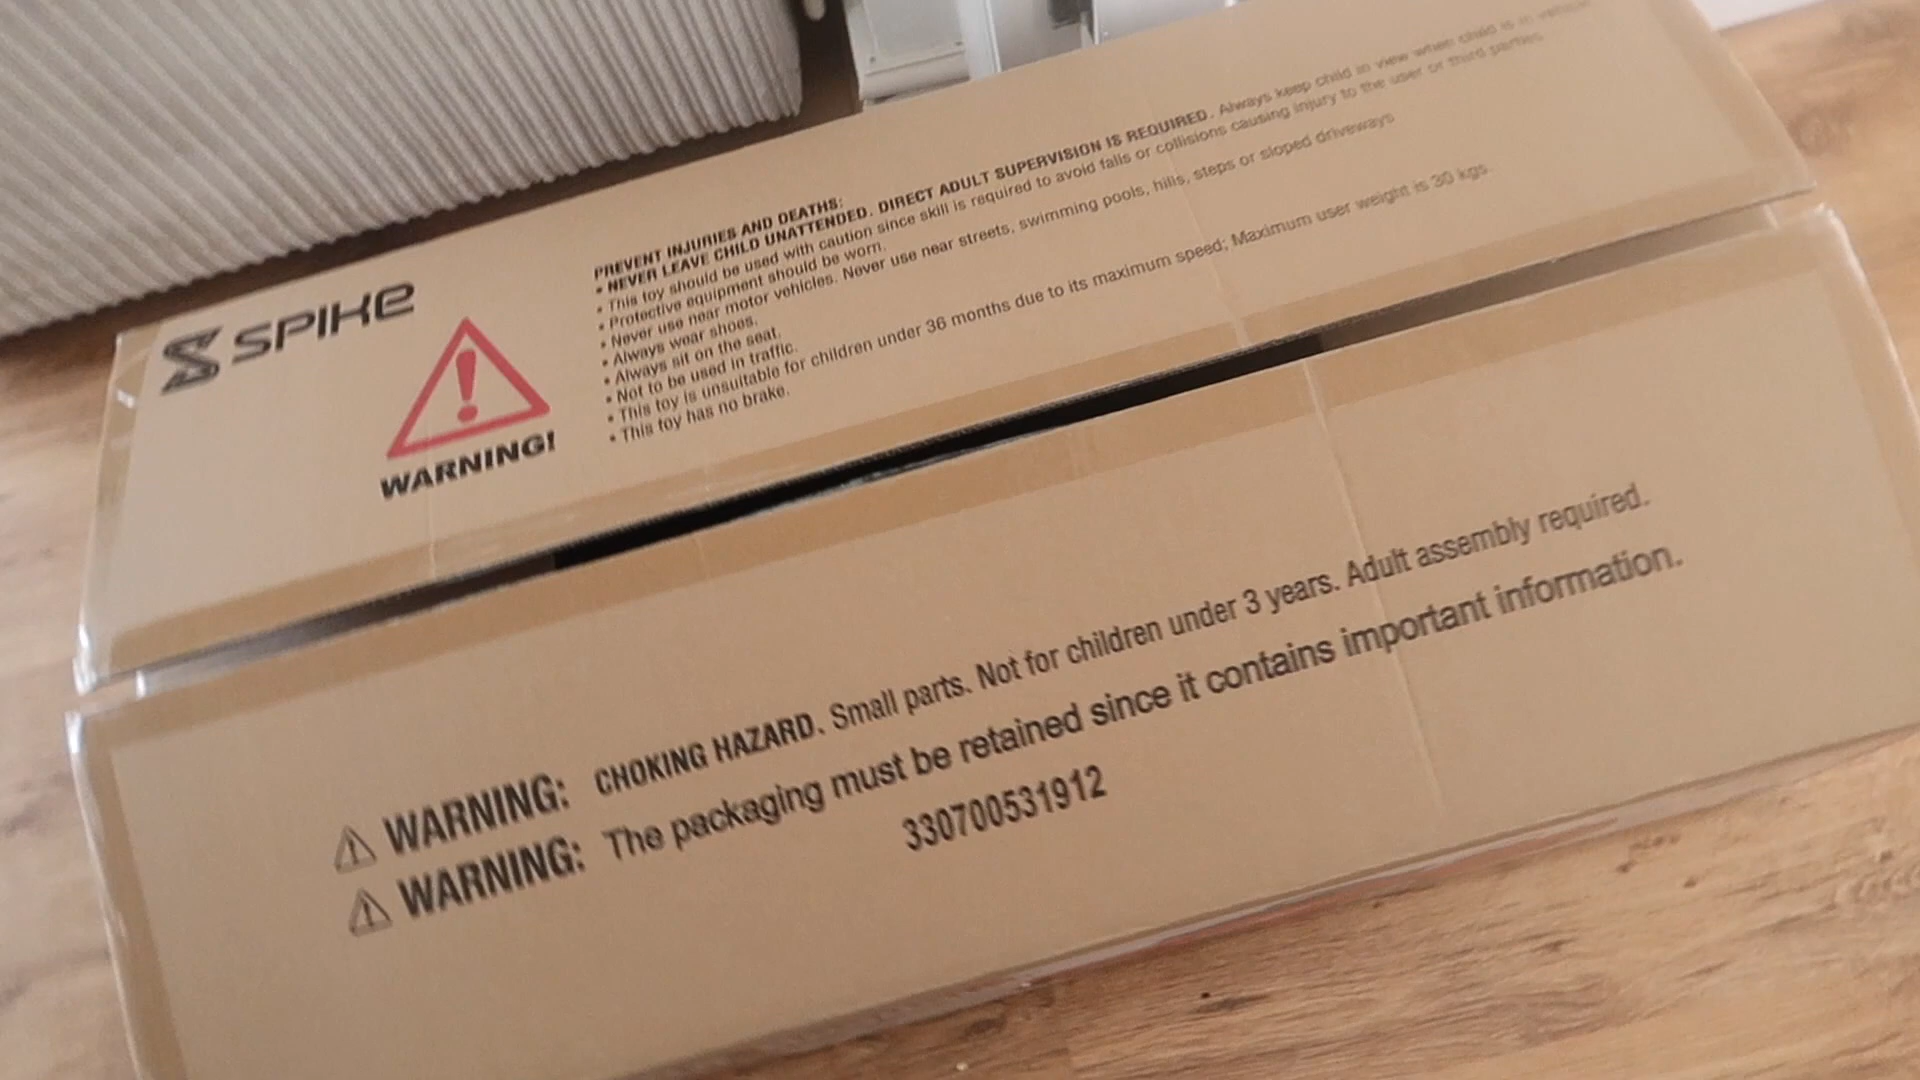 SPIKE
WARNING!
PREVENT INJURIES AND DEATHS:
• NEVER LEAVE CHILD UNATTENDED. DIRECT ADULT SUPERVISION IS REQUIRED. Always keep child in view when child is in vehicle
• This toy should be used with caution since skill is required to avoid falls or collisions causing injury to the user or third parties.
• Protective equipment should be worn.
• Never use near motor vehicles. Never use near streets, swimming pools, hills, steps or sloped driveways
• Always wear shoes.
• Always sit on the seat.
• Not to be used in traffic.
• This toy is unsuitable for children under 36 months due to its maximum speed; Maximum user weight is 30 kgs.
• This toy has no brake.
WARNING: CHOKING HAZARD. Small parts. Not for children under 3 years. Adult assembly required.
WARNING: The packaging must be retained since it contains important information.
330700531912